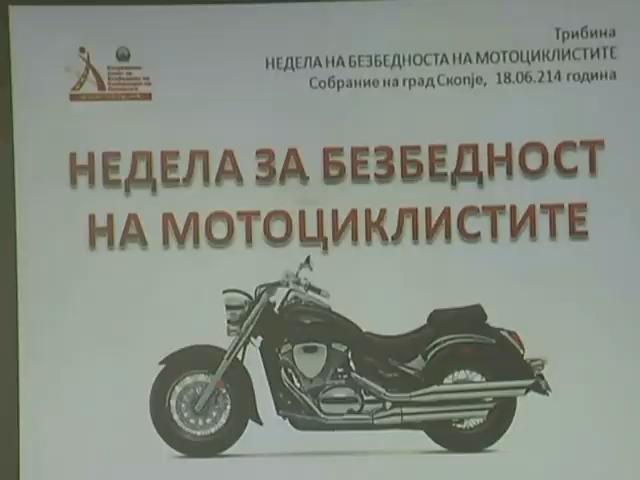 Трибина
НЕДЕЛА НА БЕЗБЕДНОСТА НА МОТОЦИКЛИСТИТЕ
Собрание на град Скопје, 18.06.214 година
НЕДЕЛА ЗА БЕЗБЕДНОСТ
НА МОТОЦИКЛИСТИТЕ